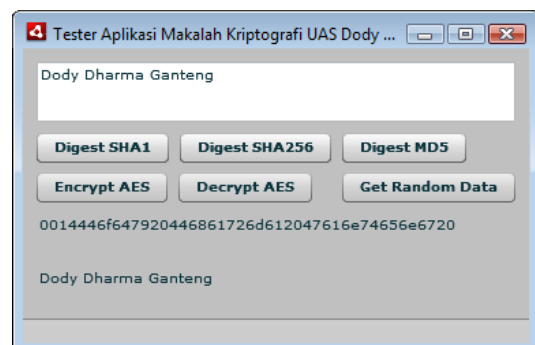 Tester Aplikasi Makalah Kriptografi UAS Dody ...
Dody Dharma Ganteng
Digest SHA1 Digest SHA256 Digest MD5
Encrypt AES Decrypt AES Get Random Data
0014446f647920446861726d612047616e74656e6720
Dody Dharma Ganteng